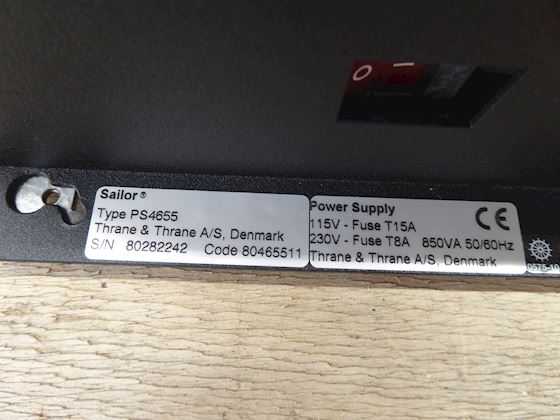 Sailor®
Type PS4655
Thrane & Thrane A/S, Denmark
S/N 80282242 Code 80465511
Power Supply
115V - Fuse T15A
230V - Fuse T8A 850VA 50/60Hz
Thrane & Thrane A/S, Denmark
CE